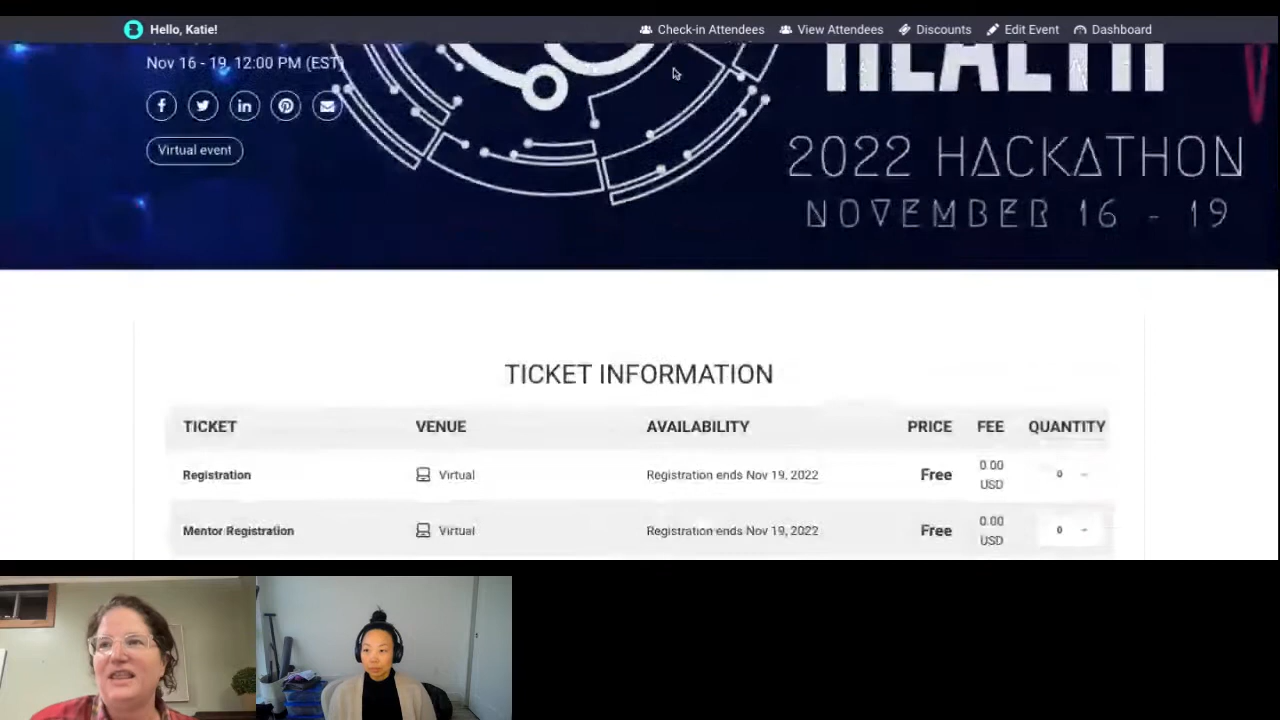 Hello, Katie!
Check-in Attendees
View Attendees
Discounts
Edit Event
Dashboard
Nov 16 - 19, 12:00 PM (EST)
Virtual event
HEALTH
2022 HACKATHON
NOVEMBER 16 - 19
TICKET INFORMATION
TICKET VENUE AVAILABILITY PRICE FEE QUANTITY
Registration Virtual Registration ends Nov 19, 2022 Free 0.00 USD 0
Mentor Registration Virtual Registration ends Nov 19, 2022 Free 0.00 USD 0